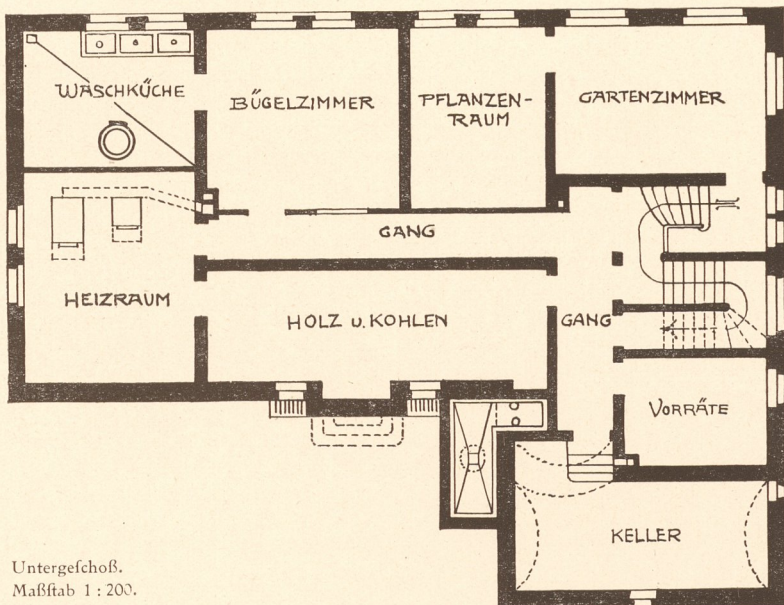 WASCHKÜCHE
BÜGELZIMMER
PFLANZEN-
RAUM
GARTENZIMMER
GANG
HEIZRAUM
HOLZ u. KOHLEN
GANG
VORRÄTE
KELLER
Untergeſchoß.
Maßſtab 1 : 200.